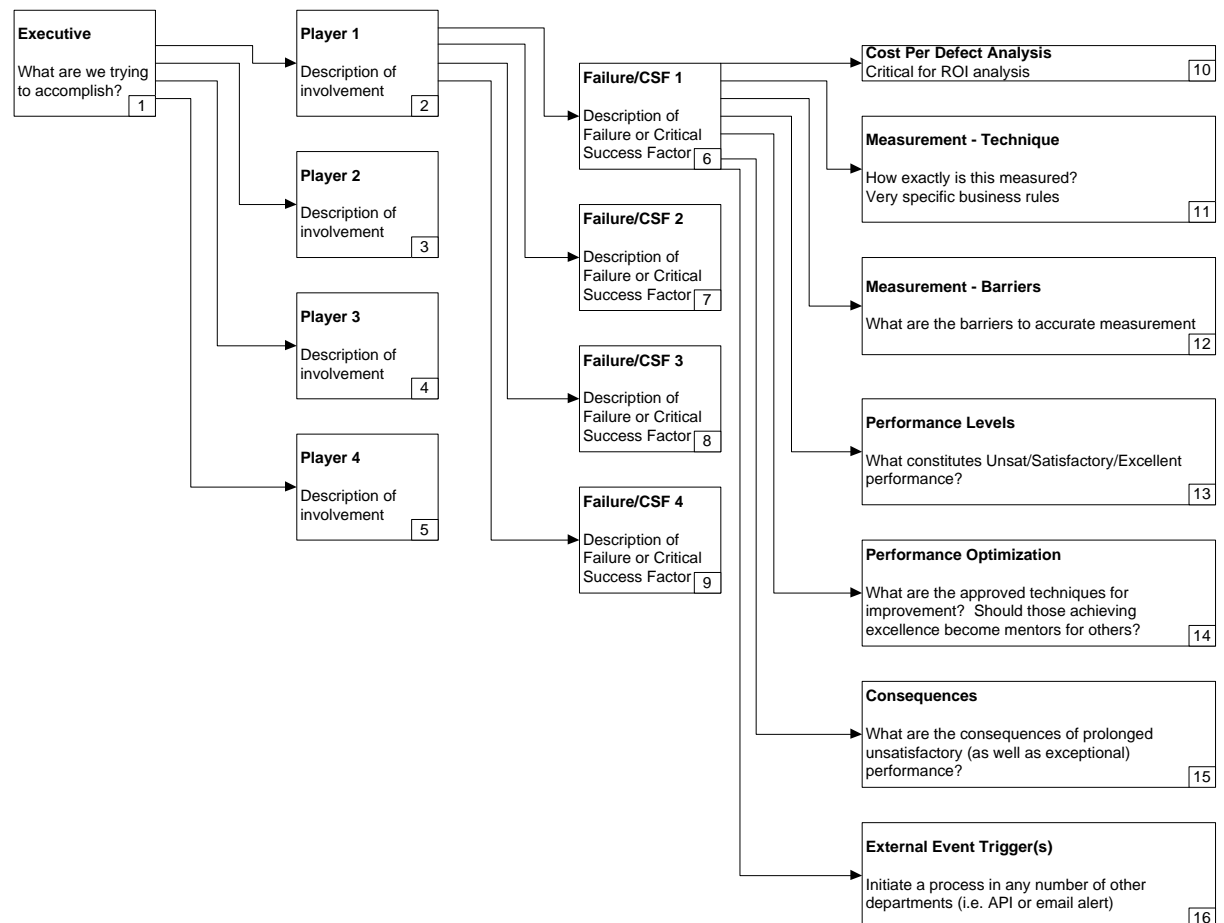 Executive
What are we trying
to accomplish?
1
Player 1
Description of
involvement
2
Player 2
Description of
involvement
3
Player 3
Description of
involvement
4
Player 4
Description of
involvement
5
Failure/CSF 1
Description of
Failure or Critical
Success Factor
6
Failure/CSF 2
Description of
Failure or Critical
Success Factor
7
Failure/CSF 3
Description of
Failure or Critical
Success Factor
8
Failure/CSF 4
Description of
Failure or Critical
Success Factor
9
Cost Per Defect Analysis
Critical for ROI analysis
10
Measurement - Technique
How exactly is this measured?
Very specific business rules
11
Measurement - Barriers
What are the barriers to accurate measurement
12
Performance Levels
What constitutes Unsat/Satisfactory/Excellent
performance?
13
Performance Optimization
What are the approved techniques for
improvement? Should those achieving
excellence become mentors for others?
14
Consequences
What are the consequences of prolonged
unsatisfactory (as well as exceptional)
performance?
15
External Event Trigger(s)
Initiate a process in any number of other
departments (i.e. API or email alert)
16